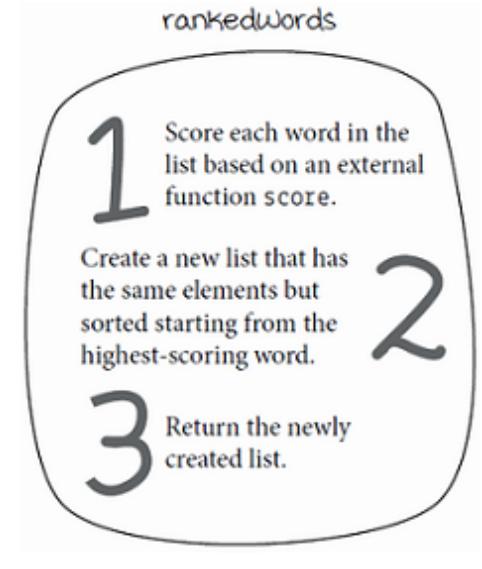 rankedWords
1
Score each word in the
list based on an external
function score.
Create a new list that has
the same elements but
sorted starting from the
highest-scoring word.
2
3
Return the newly
created list.